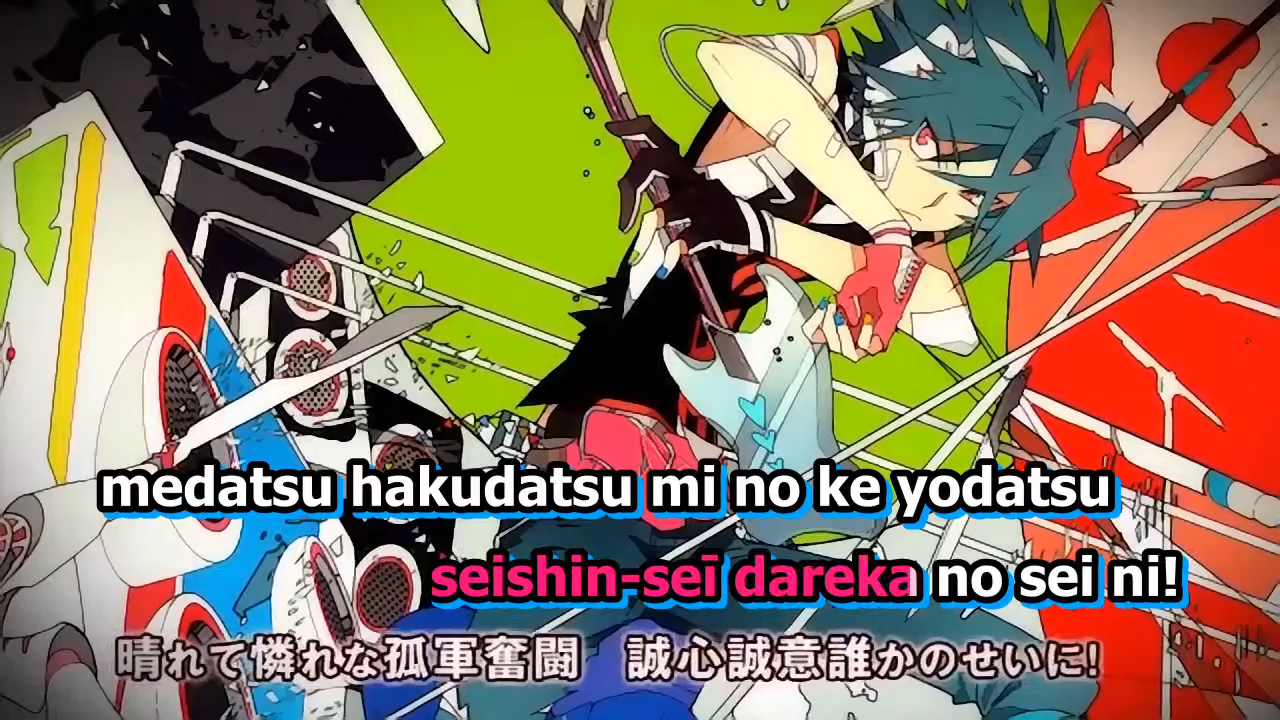 medatsu hakudatsu mi no ke yodatsu
seishin-sei dareka no sei ni!
晴れて憐れな孤軍奮闘　誠心誠意誰かのせいに!